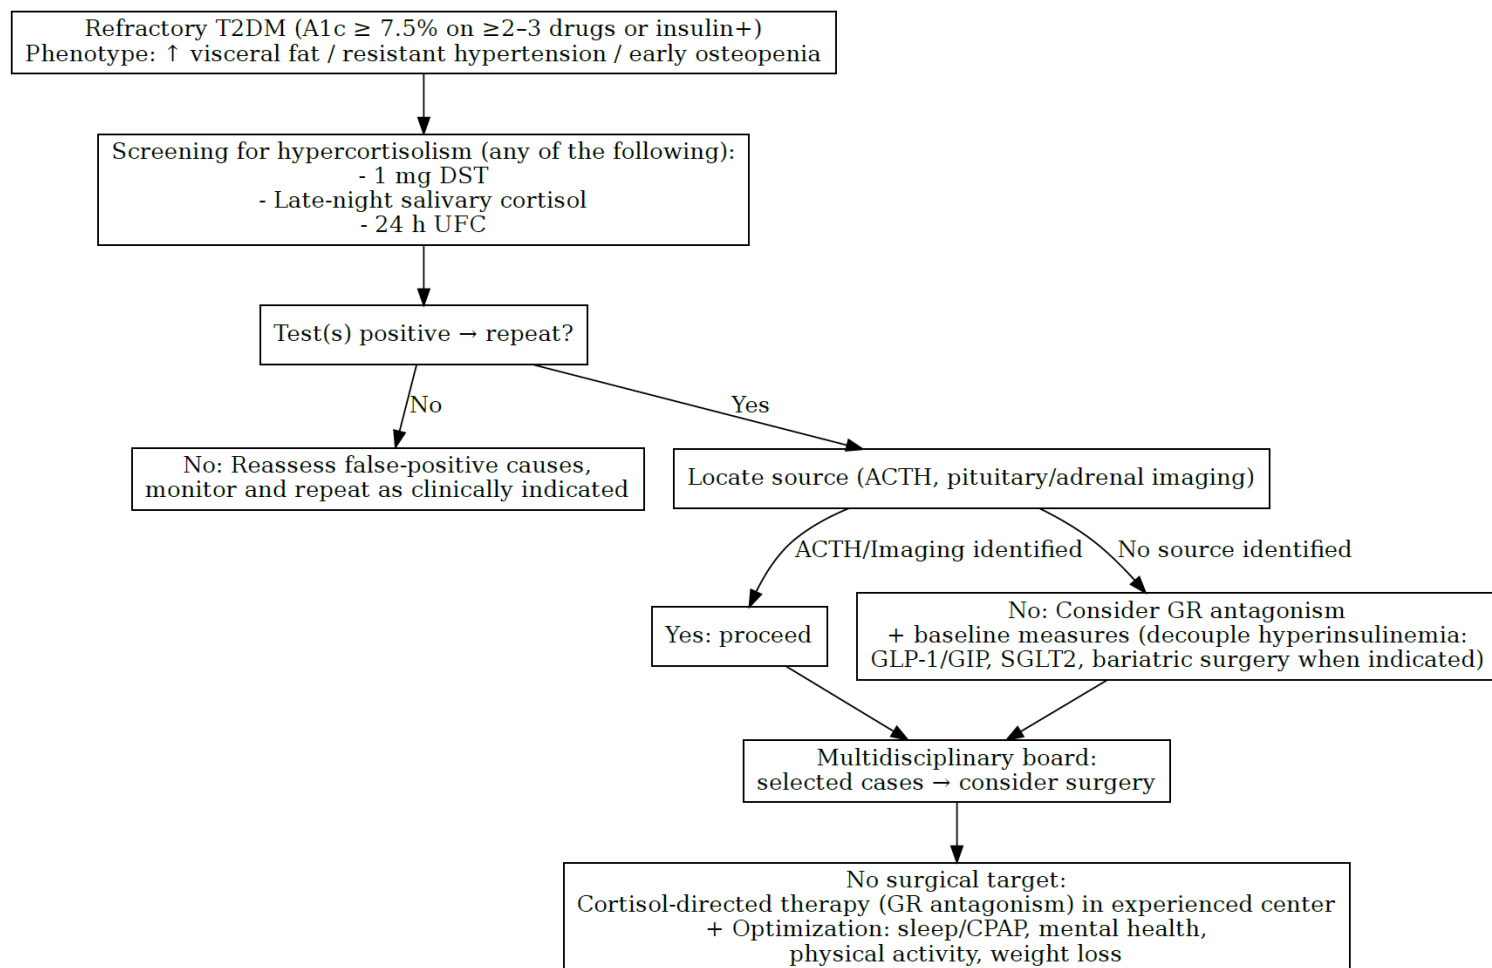 Refractory T2DM (A1c ≥ 7.5% on ≥2–3 drugs or insulin+)
Phenotype: ↑ visceral fat / resistant hypertension / early osteopenia
Screening for hypercortisolism (any of the following):
- 1 mg DST
- Late-night salivary cortisol
- 24 h UFC
Test(s) positive → repeat?
No
Yes
No: Reassess false-positive causes,
monitor and repeat as clinically indicated
Locate source (ACTH, pituitary/adrenal imaging)
ACTH/Imaging identified
No source identified
Yes: proceed
No: Consider GR antagonism
+ baseline measures (decouple hyperinsulinemia:
GLP-1/GIP, SGLT2, bariatric surgery when indicated)
Multidisciplinary board:
selected cases → consider surgery
No surgical target:
Cortisol-directed therapy (GR antagonism) in experienced center
+ Optimization: sleep/CPAP, mental health,
physical activity, weight loss